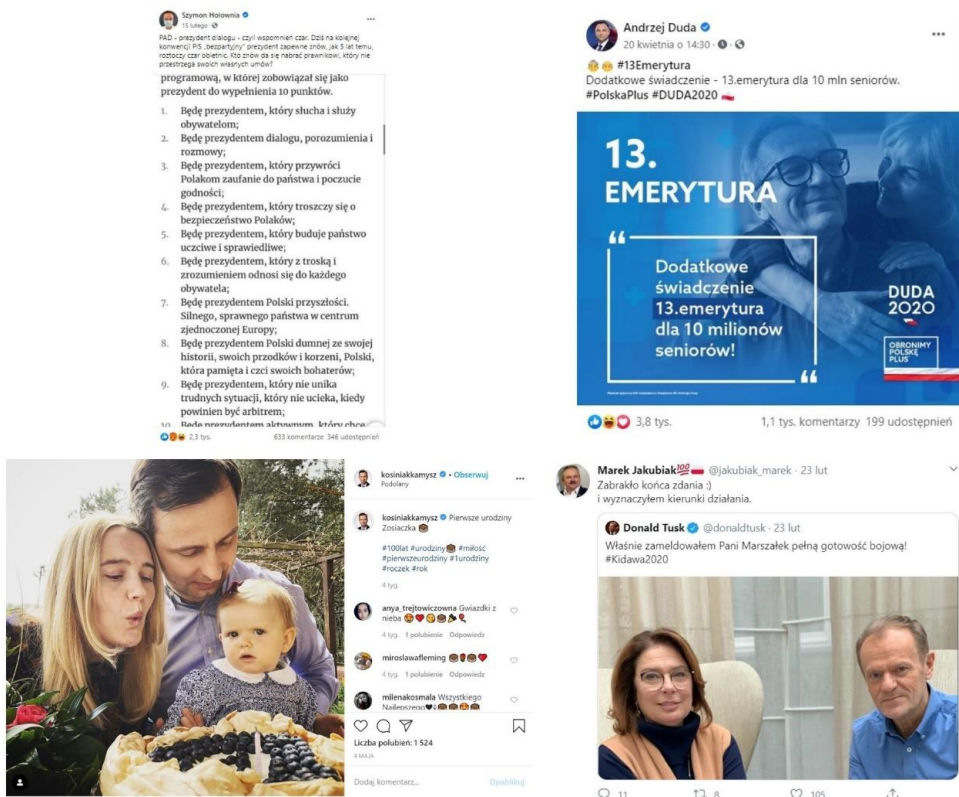 Szymon Hołownia
15 lutego
PAD - prezydent dialogu - czyli wspomnień czar. Dziś na kolejnej
konwencji PIS „bezpartyjny” prezydent zapewne znów, jak 5 lat temu,
roztoczy czar obietnic. Kto znów da się nabrać prawnikowi, który nie
przestrzega swoich własnych umów?
programową, w której zobowiązał się jako
prezydent do wypełnienia 10 punktów.
1. Będę prezydentem, który słucha i służy
obywatelom;
2. Będę prezydentem dialogu, porozumienia i
rozmowy;
3. Będę prezydentem, który przywróci
Polakom zaufanie do państwa i poczucie
godności;
4. Będę prezydentem, który troszczy się o
bezpieczeństwo Polaków;
5. Będę prezydentem, który buduje państwo
uczciwe i sprawiedliwe;
6. Będę prezydentem, który z troską i
zrozumieniem odnosi się do każdego
obywatela;
7. Będę prezydentem Polski przyszłości.
Silnego, sprawnego państwa w centrum
zjednoczonej Europy;
8. Będę prezydentem Polski dumnej ze swojej
historii, swoich przodków i korzeni, Polski,
która pamięta i czci swoich bohaterów;
9. Będę prezydentem, który nie unika
trudnych sytuacji, który nie ucieka, kiedy
powinien być arbitrem;
10. Będę prezydentem aktywnym, który chce
2,3 tys. 633 komentarze 346 udostępnień
Andrzej Duda
20 kwietnia o 14:30
#13Emerytura
Dodatkowe świadczenie - 13.emerytura dla 10 mln seniorów.
#PolskaPlus #DUDA2020
13.
EMERYTURA
Dodatkowe
świadczenie
13.emerytura
dla 10 milionów
seniorów!
DUDA
2020
OBRONIMY
POLSKĘ
PLUS
3,8 tys. 1,1 tys. komentarzy 199 udostępnień
kosiniakkamysz • Obserwuj
Podolany
kosiniakkamysz Pierwsze urodziny
Zosiaczka
#100lat #urodziny #miłość
#pierwszeurodziny #1urodziny
#roczek #rok
4 tyg.
anya_trejtowiczowna Gwiazdki z
nieba
4 tyg. 1 polubienie Odpowiedz
miroslawafleming
4 tyg. 1 polubienie Odpowiedz
milenakosmala Wszystkiego
Najlepszego
Liczba polubień: 1 524
4 MAJA
Dodaj komentarz... Opublikuj
Marek Jakubiak @jakubiak_marek · 23 lut
Zabrakło końca zdania :)
i wyznaczyłem kierunki działania.
Donald Tusk @donaldtusk · 23 lut
Właśnie zameldowałem Pani Marszałek pełną gotowość bojową!
#Kidawa2020
11 8 105